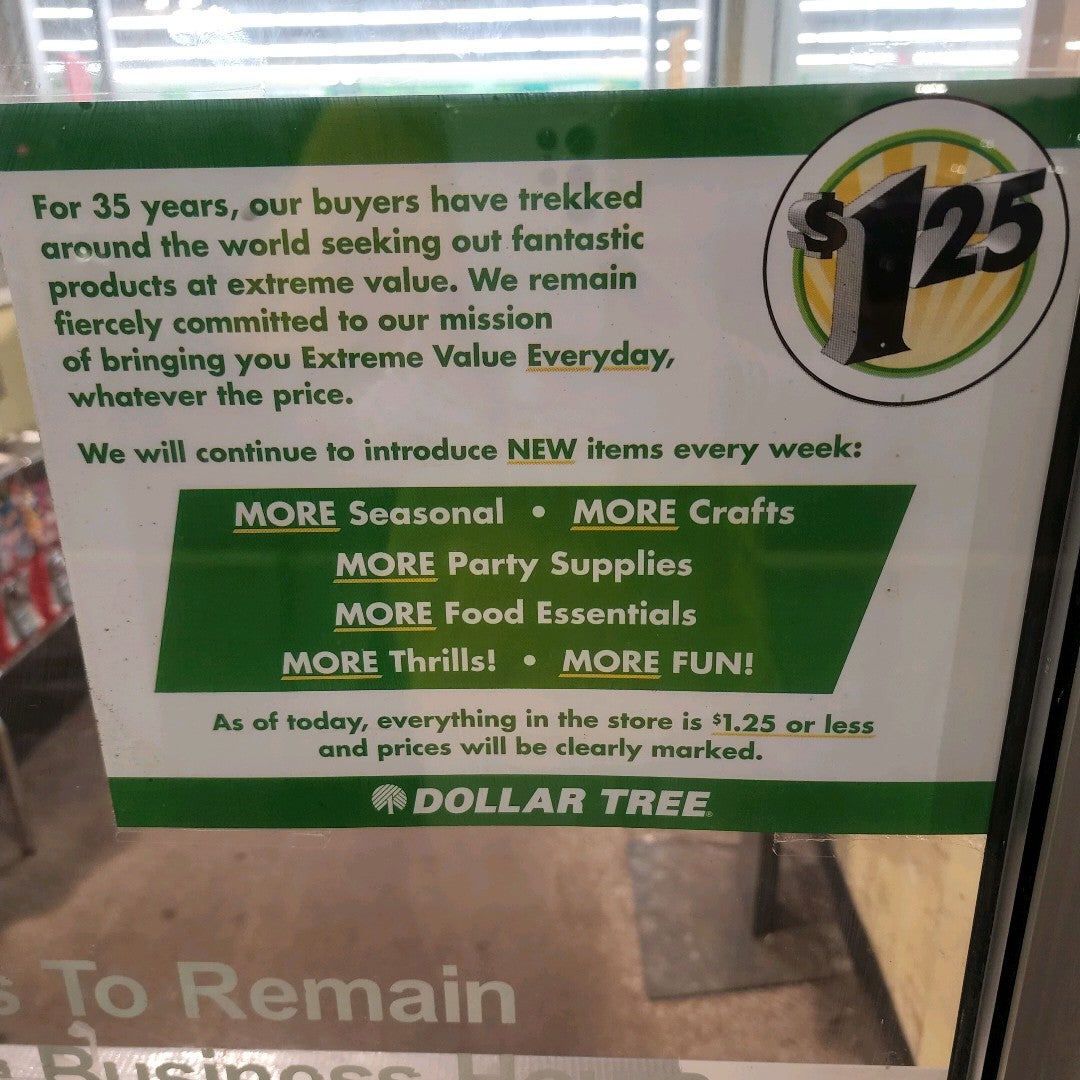 $1.25
For 35 years, our buyers have trekked
around the world seeking out fantastic
products at extreme value. We remain
fiercely committed to our mission
of bringing you Extreme Value Everyday,
whatever the price.
We will continue to introduce NEW items every week:
MORE Seasonal • MORE Crafts
MORE Party Supplies
MORE Food Essentials
MORE Thrills! • MORE FUN!
As of today, everything in the store is $1.25 or less
and prices will be clearly marked.
DOLLAR TREE
To Remain
Business